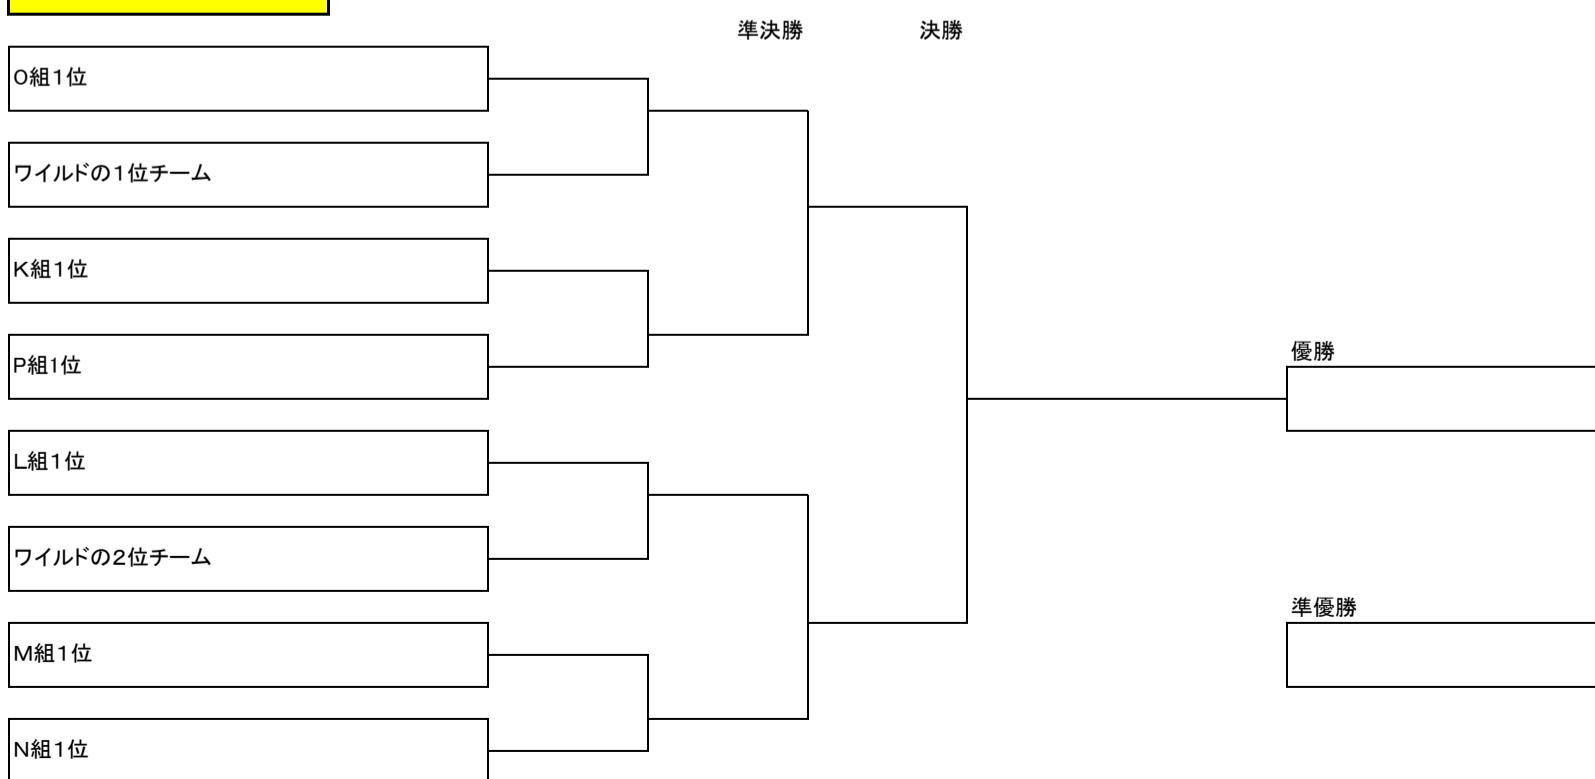 準決勝 決勝
O組1位
ワイルドの1位チーム
K組1位
P組1位
優勝
L組1位
ワイルドの2位チーム
準優勝
M組1位
N組1位